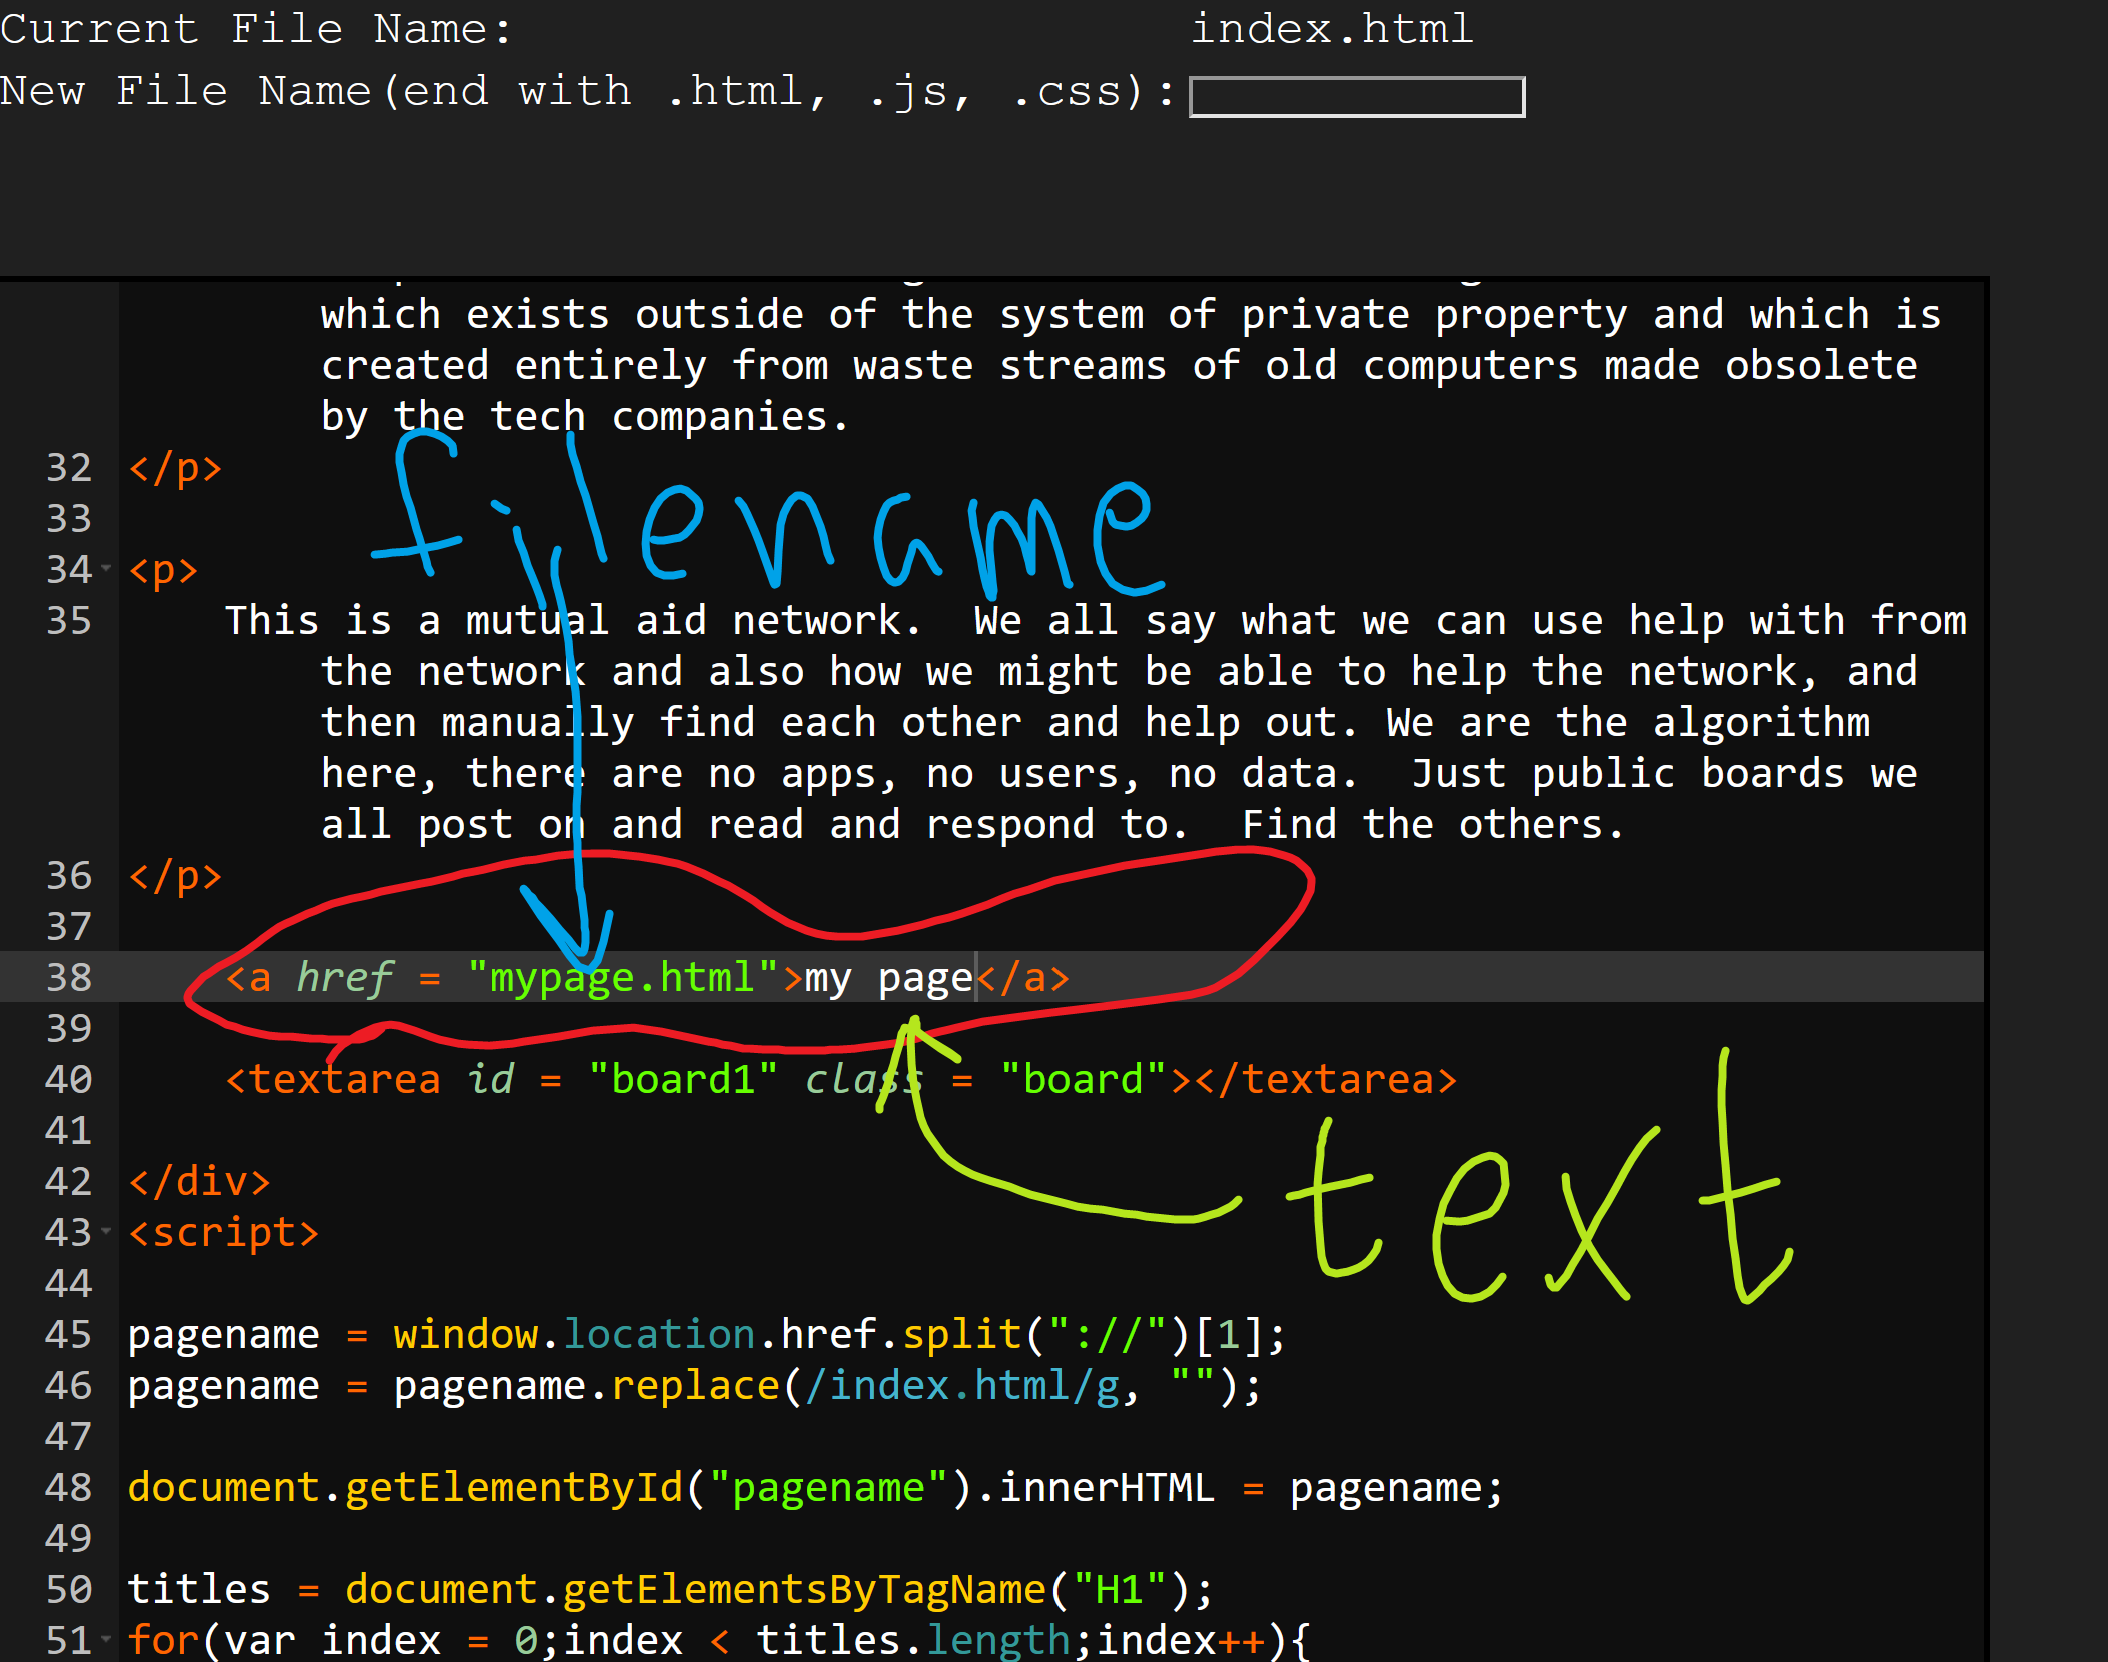 Current File Name: index.html
New File Name(end with .html, .js, .css):
which exists outside of the system of private property and which is
created entirely from waste streams of old computers made obsolete
by the tech companies.
32 </p>
filename
33
34 <p>
35 This is a mutual aid network.  We all say what we can use help with from
the network and also how we might be able to help the network, and
then manually find each other and help out. We are the algorithm
here, there are no apps, no users, no data.  Just public boards we
all post on and read and respond to.  Find the others.
36 </p>
37
38 <a href = "mypage.html">my page</a>
39
40 <textarea id = "board1" class = "board"></textarea>
41
text
42 </div>
43 <script>
44
45 pagename = window.location.href.split("://")[1];
46 pagename = pagename.replace(/index.html/g, "");
47
48 document.getElementById("pagename").innerHTML = pagename;
49
50 titles = document.getElementsByTagName("H1");
51 for(var index = 0;index < titles.length;index++){